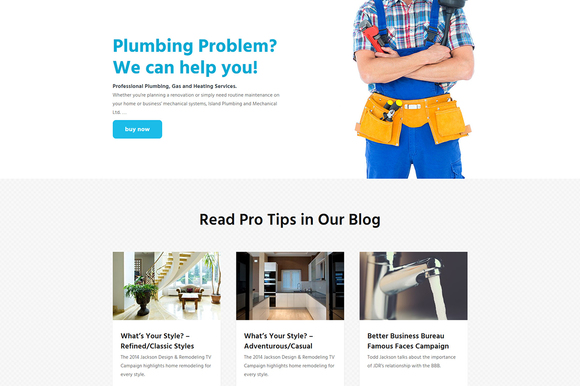 Plumbing Problem?
We can help you!
Professional Plumbing, Gas and Heating Services.
Whether you're planning a renovation or simply need routine maintenance on
your home or business' mechanical systems, Island Plumbing and Mechanical
Ltd. ...
buy now
Read Pro Tips in Our Blog
What's Your Style? –
Refined/Classic Styles
The 2014 Jackson Design & Remodeling TV
Campaign highlights home remodeling for
every style.
What's Your Style? –
Adventurous/Casual
The 2014 Jackson Design & Remodeling TV
Campaign highlights home remodeling for
every style.
Better Business Bureau
Famous Faces Campaign
Todd Jackson talks about the importance
of JDR's relationship with the BBB.